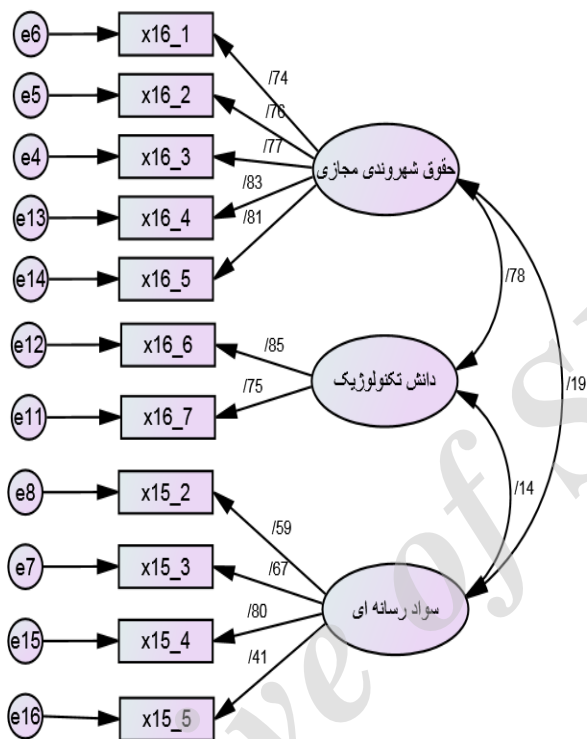 e6
x16_1
e5
x16_2
e4
x16_3
e13
x16_4
e14
x16_5
e12
x16_6
e11
x16_7
e8
x15_2
e7
x15_3
e15
x15_4
e16
x15_5
/74
/76
/77
/83
/81
حقوق شهروندی مجازی
/78
/19
/85
/75
دانش تکنولوژیک
/14
/59
/67
/80
/41
سواد رسانه ای
ve of S